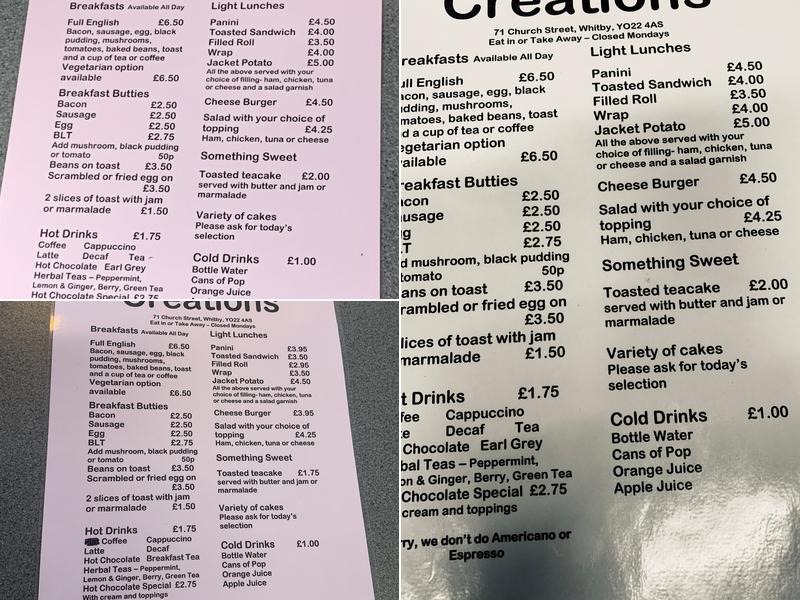 Breakfasts Available All Day
Full English £6.50
Bacon, sausage, egg, black
pudding, mushrooms,
tomatoes, baked beans, toast
and a cup of tea or coffee
Vegetarian option
available £6.50
Breakfast Butties
Bacon £2.50
Sausage £2.50
Egg £2.50
BLT £2.75
Add mushroom, black pudding
or tomato 50p
Beans on toast £3.50
Scrambled or fried egg on
£3.50
2 slices of toast with jam
or marmalade £1.50
Hot Drinks £1.75
Coffee Cappuccino
Latte Decaf Tea
Hot Chocolate Earl Grey
Herbal Teas – Peppermint,
Lemon & Ginger, Berry, Green Tea
Hot Chocolate Special £2.75
Light Lunches
Panini £4.50
Toasted Sandwich £4.00
Filled Roll £3.50
Wrap £4.00
Jacket Potato £5.00
All the above served with your
choice of filling- ham, chicken, tuna
or cheese and a salad garnish
Cheese Burger £4.50
Salad with your choice of
topping £4.25
Ham, chicken, tuna or cheese
Something Sweet
Toasted teacake £2.00
served with butter and jam or
marmalade
Variety of cakes
Please ask for today's
selection
Cold Drinks £1.00
Bottle Water
Cans of Pop
Orange Juice
Creations
71 Church Street, Whitby, YO22 4AS
Eat in or Take Away – Closed Mondays
Breakfasts Available All Day
Full English £6.50
Bacon, sausage, egg, black
pudding, mushrooms,
tomatoes, baked beans, toast
and a cup of tea or coffee
Vegetarian option
available £6.50
Breakfast Butties
Bacon £2.50
Sausage £2.50
Egg £2.50
BLT £2.75
Add mushroom, black pudding
or tomato 50p
Beans on toast £3.50
Scrambled or fried egg on
£3.50
2 slices of toast with jam
or marmalade £1.50
Hot Drinks £1.75
Coffee Cappuccino
Latte Decaf
Hot Chocolate Breakfast Tea
Herbal Teas – Peppermint,
Lemon & Ginger, Berry, Green Tea
Hot Chocolate Special £2.75
With cream and toppings
Light Lunches
Panini £3.95
Toasted Sandwich £3.50
Filled Roll £2.95
Wrap £3.50
Jacket Potato £4.50
All the above served with your
choice of filling- ham, chicken, tuna
or cheese and a salad garnish
Cheese Burger £3.95
Salad with your choice of
topping £4.25
Ham, chicken, tuna or cheese
Something Sweet
Toasted teacake £1.75
served with butter and jam or
marmalade
Variety of cakes
Please ask for today's
selection
Cold Drinks £1.00
Bottle Water
Cans of Pop
Orange Juice
Apple Juice
Creations
71 Church Street, Whitby, YO22 4AS
Eat in or Take Away – Closed Mondays
reakfasts Available All Day
ull English £6.50
acon, sausage, egg, black
udding, mushrooms,
matoes, baked beans, toast
d a cup of tea or coffee
egetarian option
ailable £6.50
reakfast Butties
acon £2.50
ausage £2.50
g £2.50
LT £2.75
d mushroom, black pudding
tomato 50p
ans on toast £3.50
rambled or fried egg on
£3.50
lices of toast with jam
marmalade £1.50
t Drinks £1.75
fee Cappuccino
e Decaf Tea
Chocolate Earl Grey
bal Teas – Peppermint,
on & Ginger, Berry, Green Tea
Chocolate Special £2.75
cream and toppings
rry, we don't do Americano or
Espresso
Light Lunches
Panini £4.50
Toasted Sandwich £4.00
Filled Roll £3.50
Wrap £4.00
Jacket Potato £5.00
All the above served with your
choice of filling- ham, chicken, tuna
or cheese and a salad garnish
Cheese Burger £4.50
Salad with your choice of
topping £4.25
Ham, chicken, tuna or cheese
Something Sweet
Toasted teacake £2.00
served with butter and jam or
marmalade
Variety of cakes
Please ask for today's
selection
Cold Drinks £1.00
Bottle Water
Cans of Pop
Orange Juice
Apple Juice